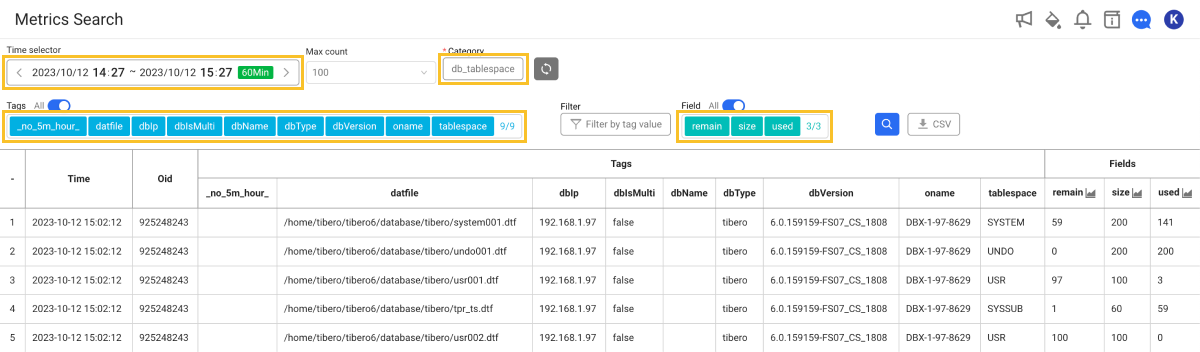 Metrics Search
K
Time selector Max count * Category
2023/10/12 14:27 ~ 2023/10/12 15:27 60Min 100 db_tablespace
Tags All Filter Field All
_no_5m_hour_ datfile dbIp dbIsMulti dbName dbType dbVersion oname tablespace 9/9 Filter by tag value remain size used 3/3 CSV
Tags Fields
- Time Oid
_no_5m_hour_ datfile dbIp dbIsMulti dbName dbType dbVersion oname tablespace remain size used
1 2023-10-12 15:02:12 925248243 /home/tibero/tibero6/database/tibero/system001.dtf 192.168.1.97 false tibero 6.0.159159-FS07_CS_1808 DBX-1-97-8629 SYSTEM 59 200 141
2 2023-10-12 15:02:12 925248243 /home/tibero/tibero6/database/tibero/undo001.dtf 192.168.1.97 false tibero 6.0.159159-FS07_CS_1808 DBX-1-97-8629 UNDO 0 200 200
3 2023-10-12 15:02:12 925248243 /home/tibero/tibero6/database/tibero/usr001.dtf 192.168.1.97 false tibero 6.0.159159-FS07_CS_1808 DBX-1-97-8629 USR 97 100 3
4 2023-10-12 15:02:12 925248243 /home/tibero/tibero6/database/tibero/tpr_ts.dtf 192.168.1.97 false tibero 6.0.159159-FS07_CS_1808 DBX-1-97-8629 SYSSUB 1 60 59
5 2023-10-12 15:02:12 925248243 /home/tibero/tibero6/database/tibero/usr002.dtf 192.168.1.97 false tibero 6.0.159159-FS07_CS_1808 DBX-1-97-8629 USR 100 100 0